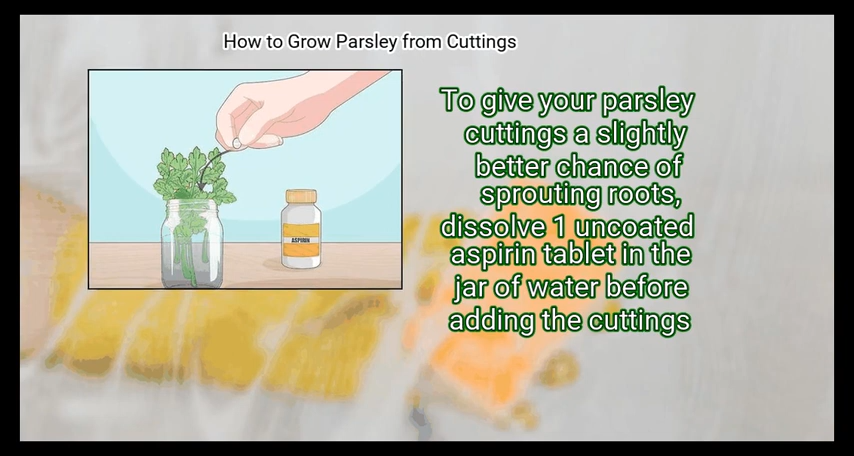 How to Grow Parsley from Cuttings
To give your parsley
cuttings a slightly
better chance of
sprouting roots,
dissolve 1 uncoated
aspirin tablet in the
jar of water before
adding the cuttings
ASPIRIN